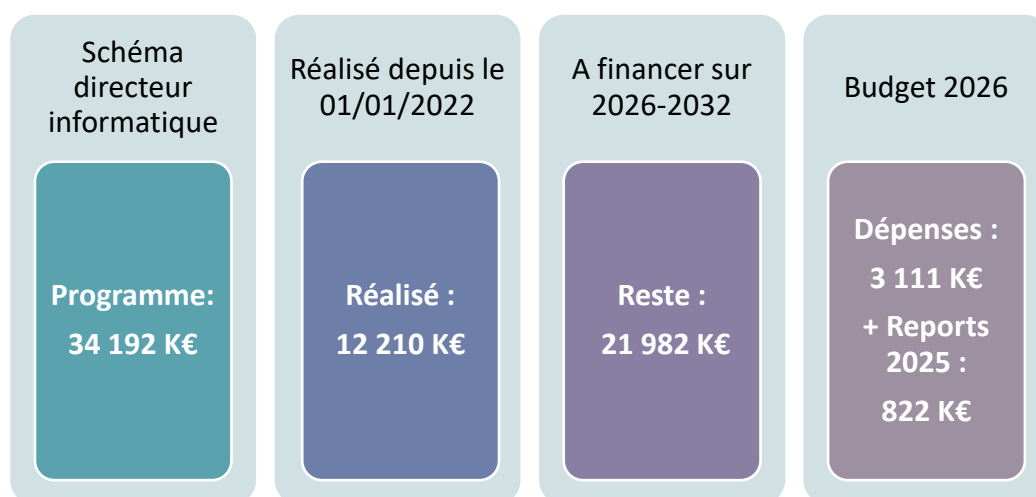 Schéma
directeur
informatique
Programme:
34 192 K€
Réalisé depuis le
01/01/2022
Réalisé :
12 210 K€
A financer sur
2026-2032
Reste :
21 982 K€
Budget 2026
Dépenses :
3 111 K€
+ Reports
2025 :
822 K€